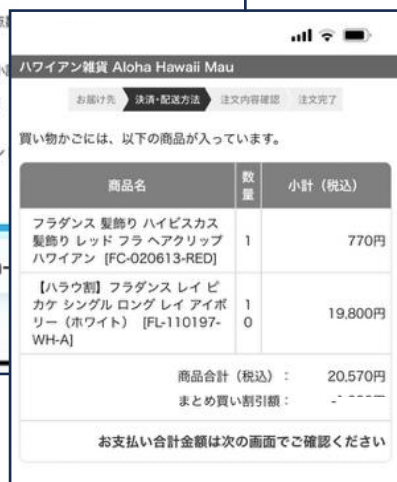 ハワイアン雑貨 Aloha Hawaii Mau
お届け先 決済・配送方法 注文内容確認 注文完了
買い物かごには、以下の商品が入っています。
商品名 数量 小計（税込）
フラダンス 髪飾り ハイビスカス
髪飾り レッド フラ ヘアクリップ
ハワイアン [FC-020613-RED]
1
770円
【ハラウ割】フラダンス レイ ピ
カケ シングル ロング レイ アイボ
リー（ホワイト） [FL-110197-
WH-A]
10
19,800円
商品合計（税込）： 20,570円
まとめ買い割引額：
お支払い合計金額は次の画面でご確認ください